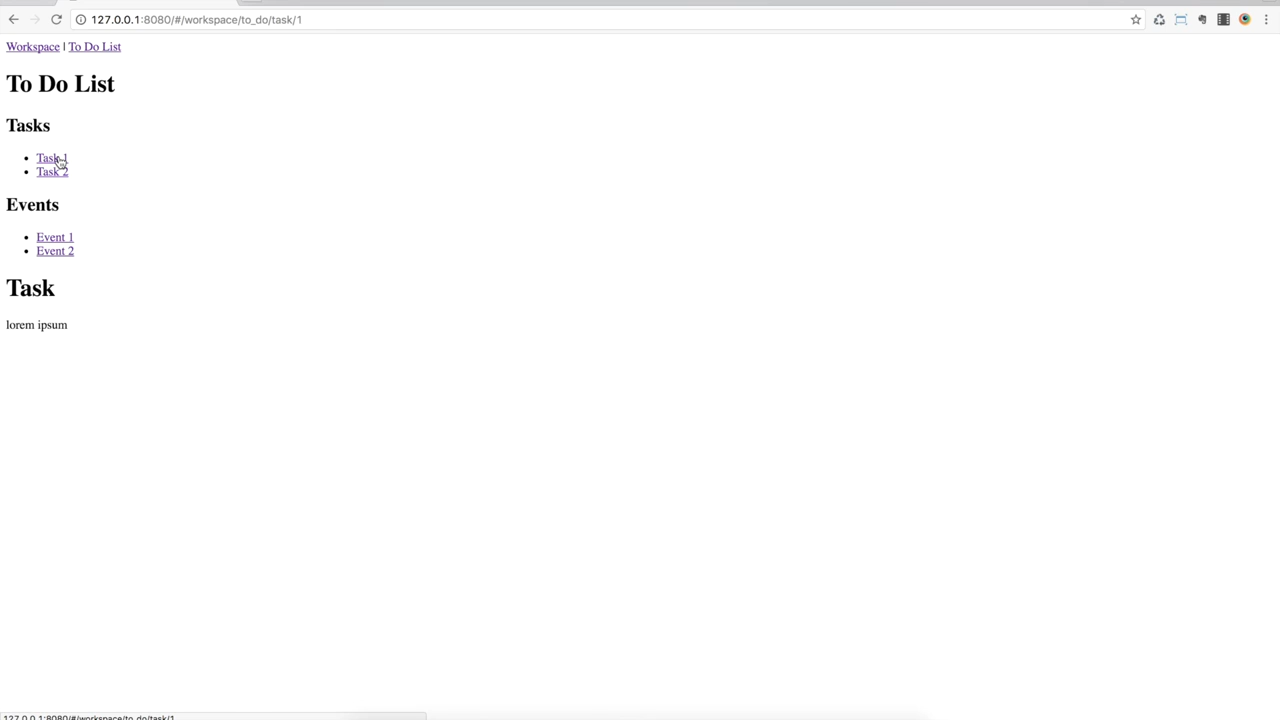 127.0.0.1:8080/#/workspace/to_do/task/1
Workspace | To Do List
To Do List
Tasks
Task 1
Task 2
Events
Event 1
Event 2
Task
lorem ipsum
127.0.0.1:8080/#/workspace/to_do/task/1